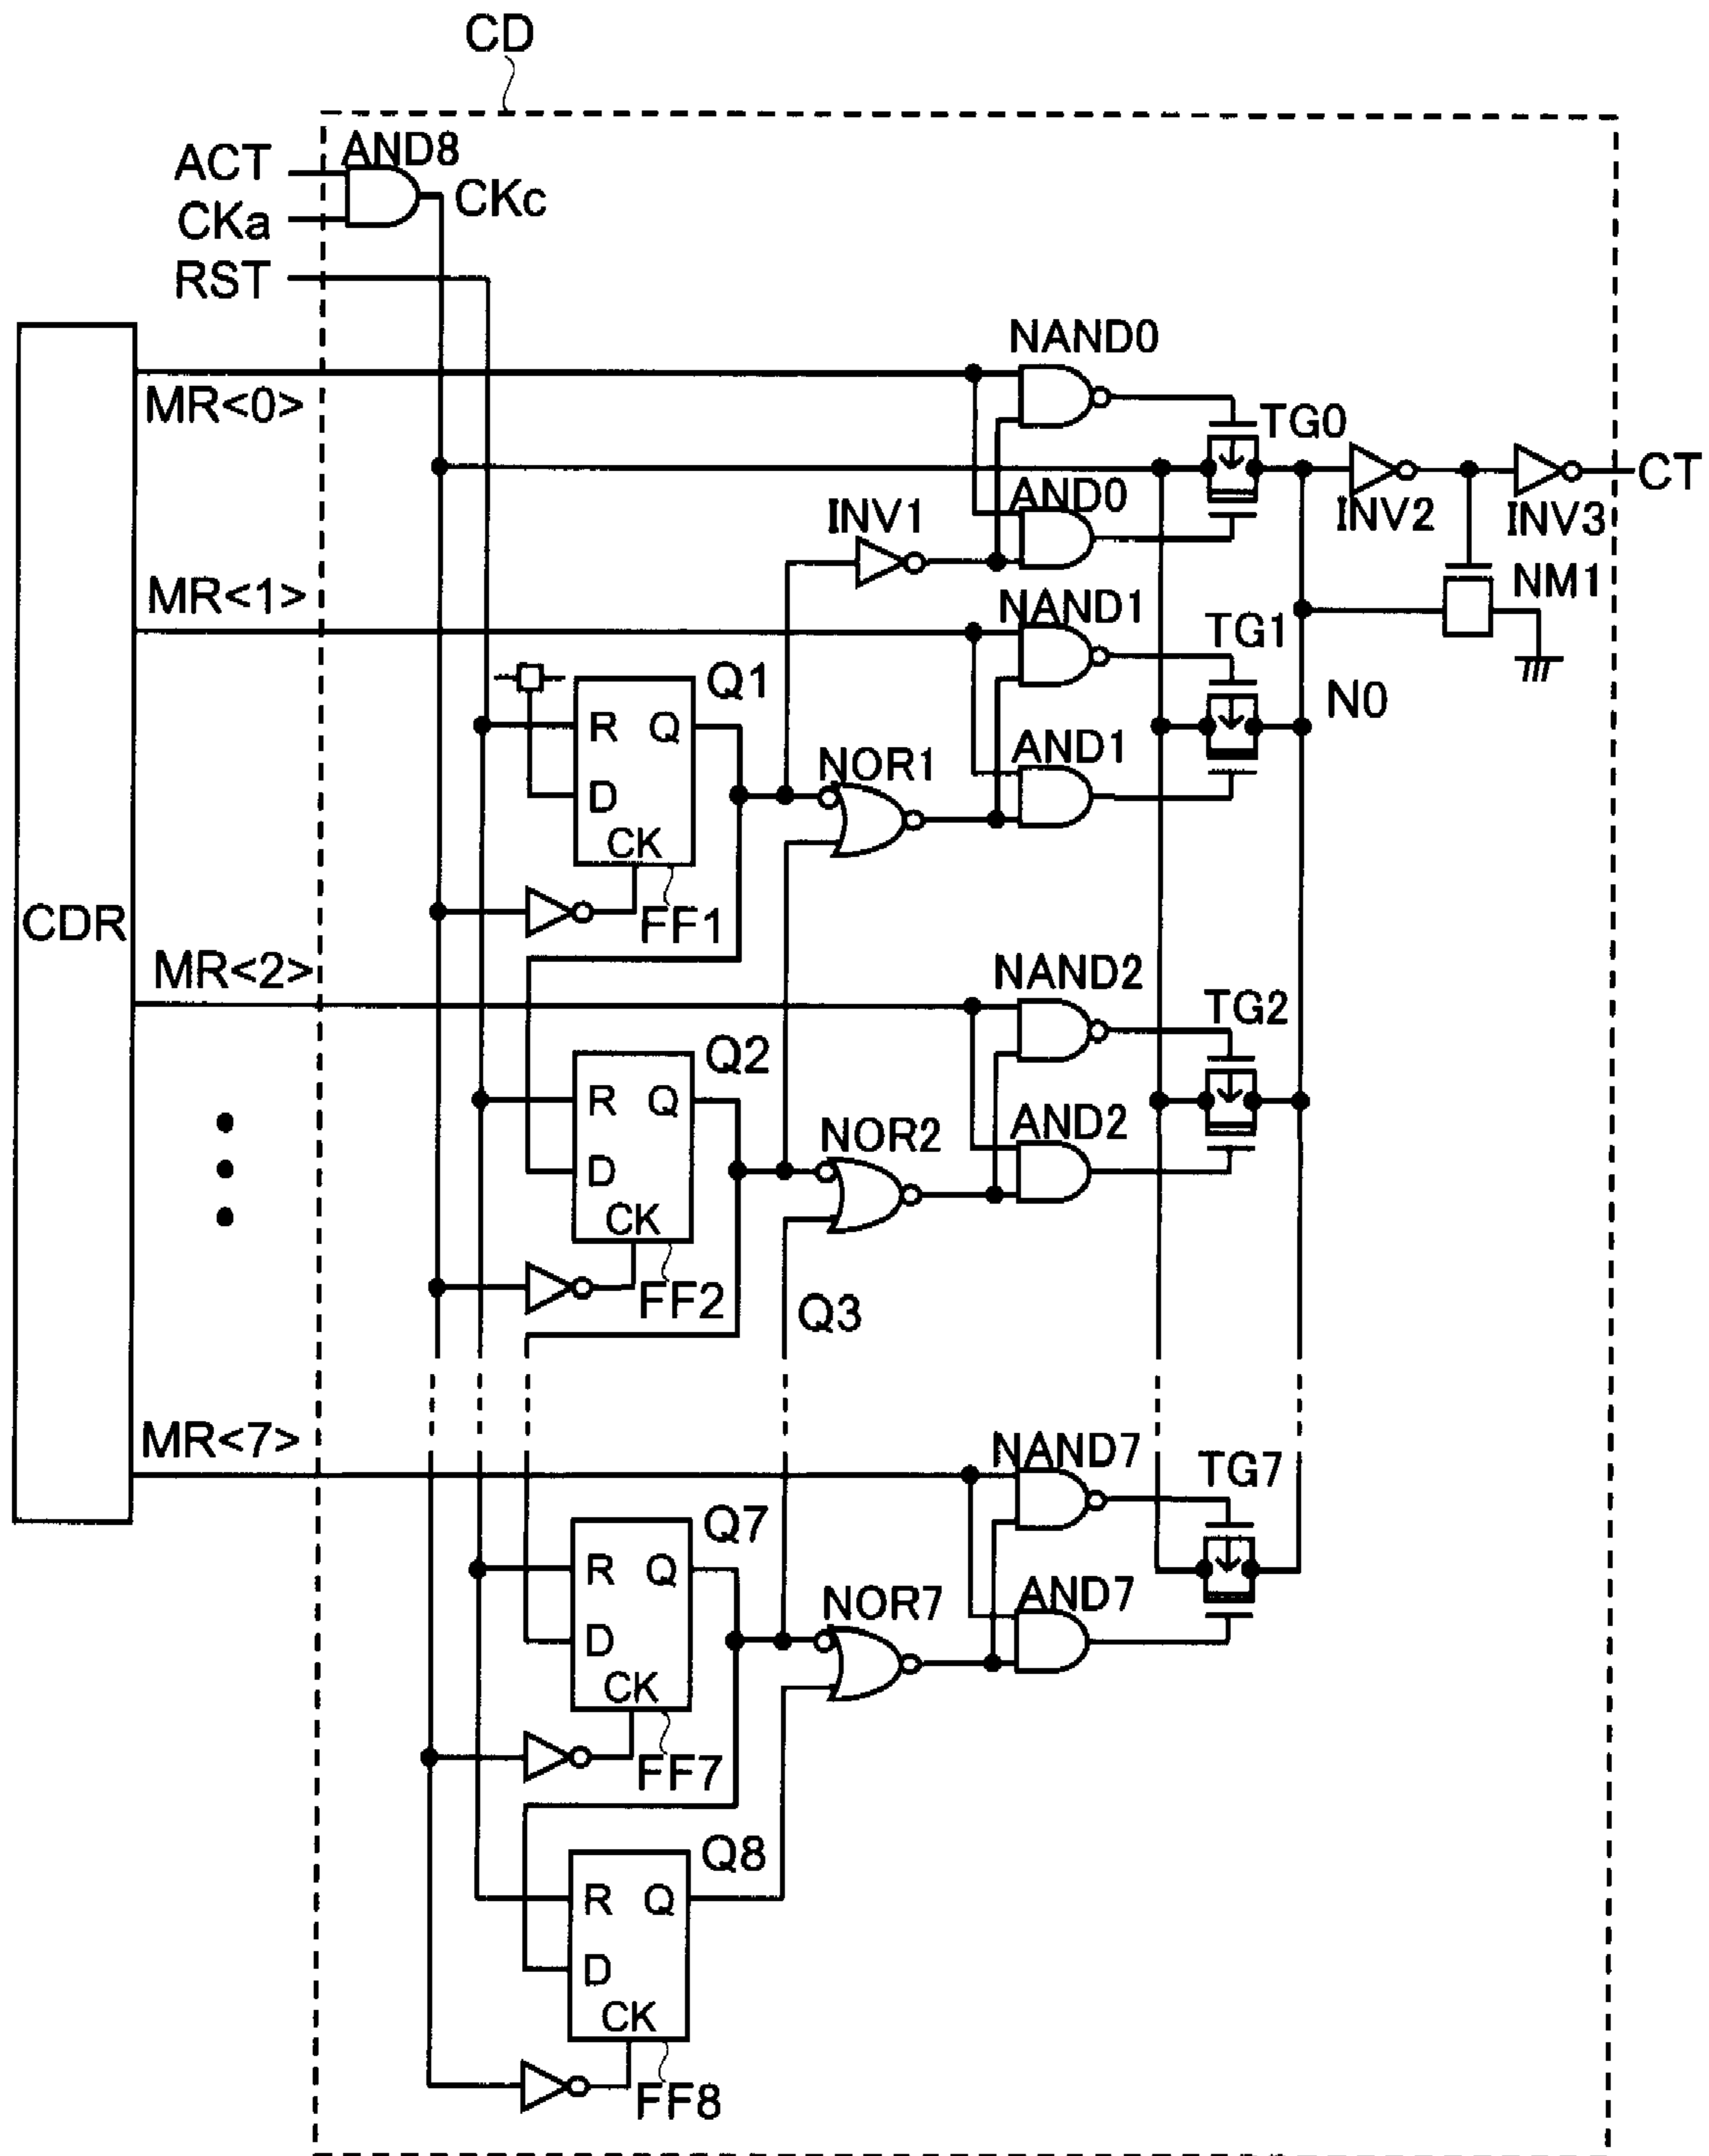 CD
ACT
AND8
CKa
CKc
RST
NAND0
MR<0>
TG0
CT
AND0
INV1
INV2
INV3
MR<1>
NAND1
NM1
TG1
Q1
N0
R Q
AND1
NOR1
D
CK
FF1
CDR
MR<2>
NAND2
TG2
Q2
R Q
AND2
NOR2
D
CK
FF2
Q3
MR<7>
NAND7
TG7
Q7
R Q
AND7
NOR7
D
CK
FF7
Q8
R Q
D
CK
FF8